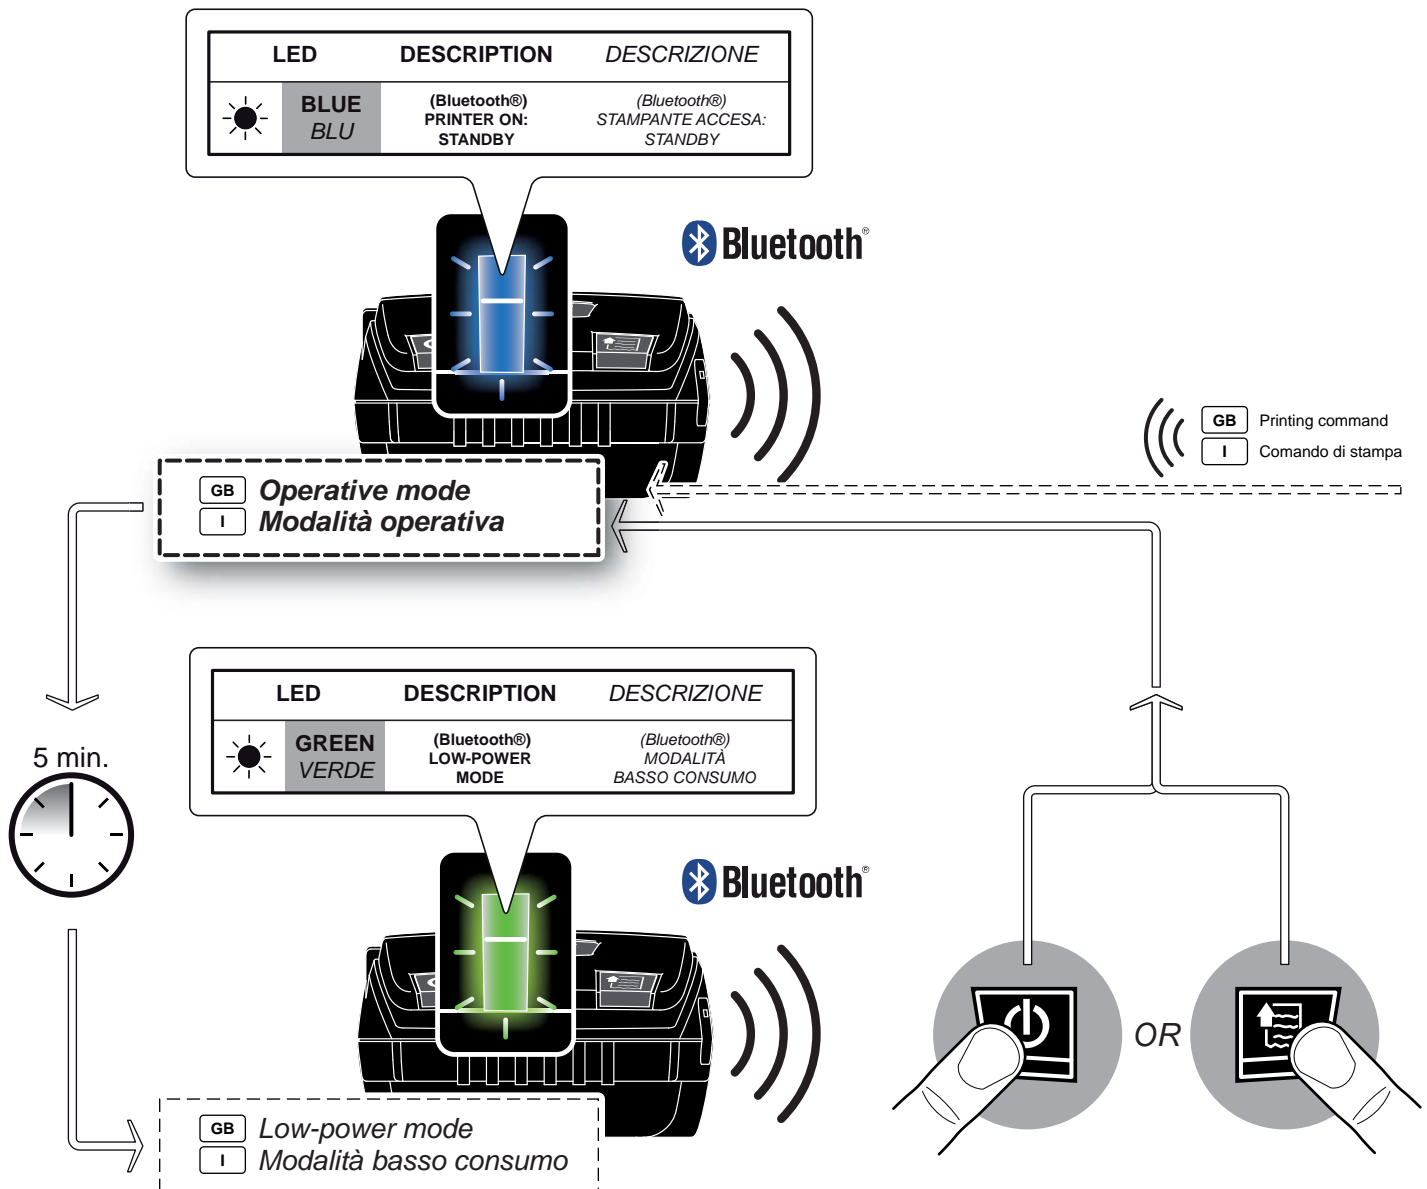 LED DESCRIPTION DESCRIZIONE
BLUE
BLU
(Bluetooth®)
PRINTER ON:
STANDBY
(Bluetooth®)
STAMPANTE ACCESA:
STANDBY
Bluetooth®
GB Printing command
I Comando di stampa
GB Operative mode
I Modalità operativa
LED DESCRIPTION DESCRIZIONE
GREEN
VERDE
(Bluetooth®)
LOW-POWER
MODE
(Bluetooth®)
MODALITÀ
BASSO CONSUMO
5 min.
Bluetooth®
OR
GB Low-power mode
I Modalità basso consumo